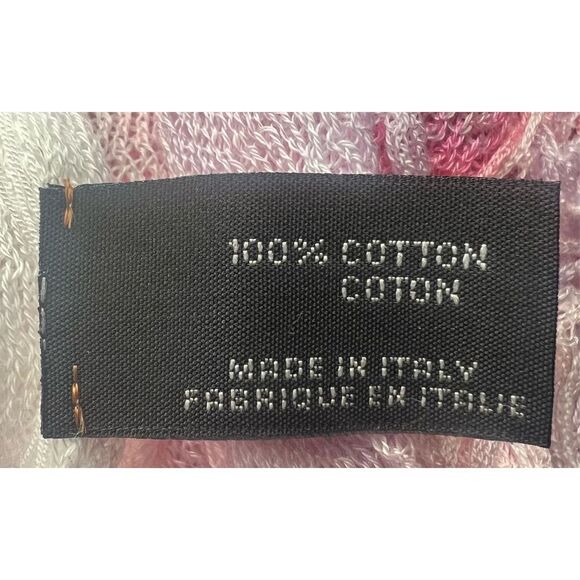 100% COTTON
COTON
MADE IN ITALY
FABRIQUE EN ITALIE